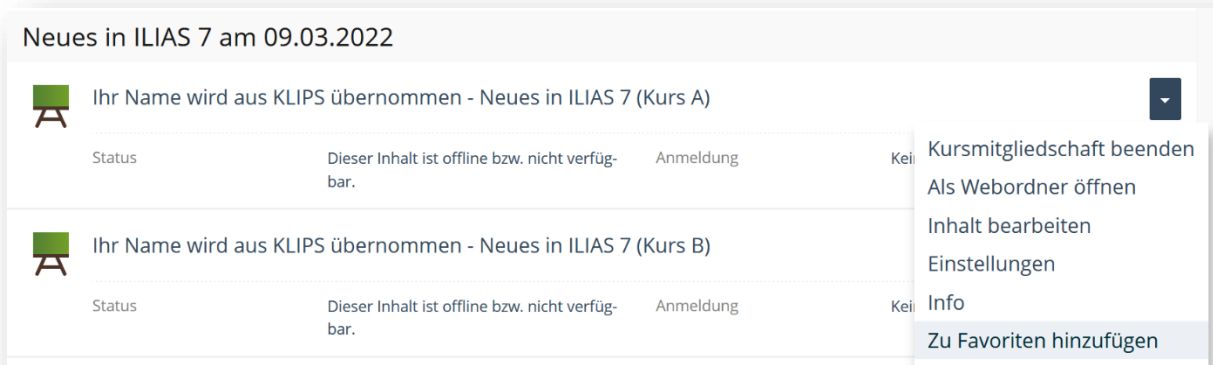 Neues in ILIAS 7 am 09.03.2022
Ihr Name wird aus KLIPS übernommen - Neues in ILIAS 7 (Kurs A)
Status
Dieser Inhalt ist offline bzw. nicht verfüg-
bar.
Anmeldung
Kei
Kursmitgliedschaft beenden
Als Webordner öffnen
Inhalt bearbeiten
Einstellungen
Info
Zu Favoriten hinzufügen
Ihr Name wird aus KLIPS übernommen - Neues in ILIAS 7 (Kurs B)
Status
Dieser Inhalt ist offline bzw. nicht verfüg-
bar.
Anmeldung
Kei